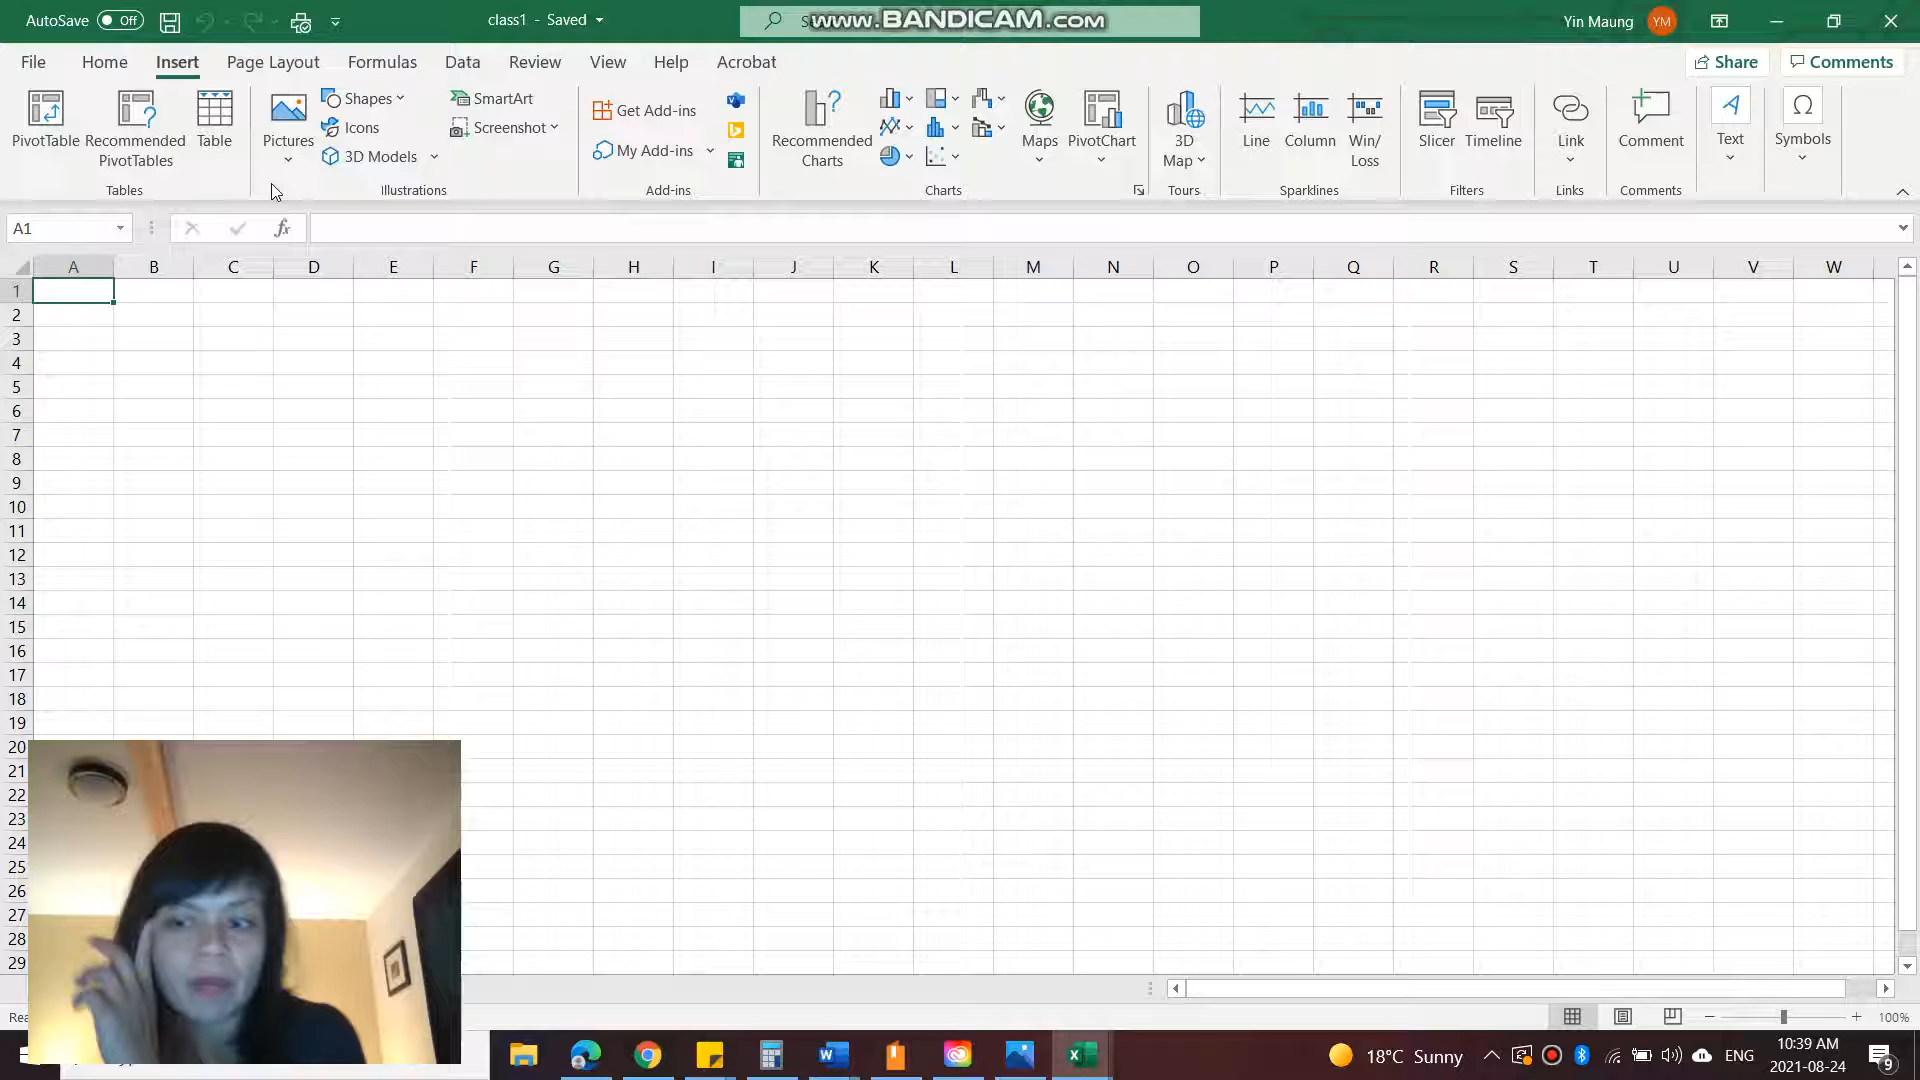 AutoSave Off class1 - Saved www.BANDICAM.com Yin Maung YM
File Home Insert Page Layout Formulas Data Review View Help Acrobat Share Comments
PivotTable Recommended PivotTables Table
Tables
Pictures Shapes Icons 3D Models SmartArt Screenshot
Illustrations
Get Add-ins
My Add-ins
Add-ins
Recommended Charts Maps PivotChart
Charts
3D Map
Tours
Line Column Win/Loss
Sparklines
Slicer Timeline
Filters
Link
Links
Comment
Comments
Text
Symbols
A1 fx
A B C D E F G H I J K L M N O P Q R S T U V W
1
2
3
4
5
6
7
8
9
10
11
12
13
14
15
16
17
18
19
20
21
22
23
24
25
26
27
28
29
100%
18°C Sunny ENG 10:39 AM
2021-08-24
9